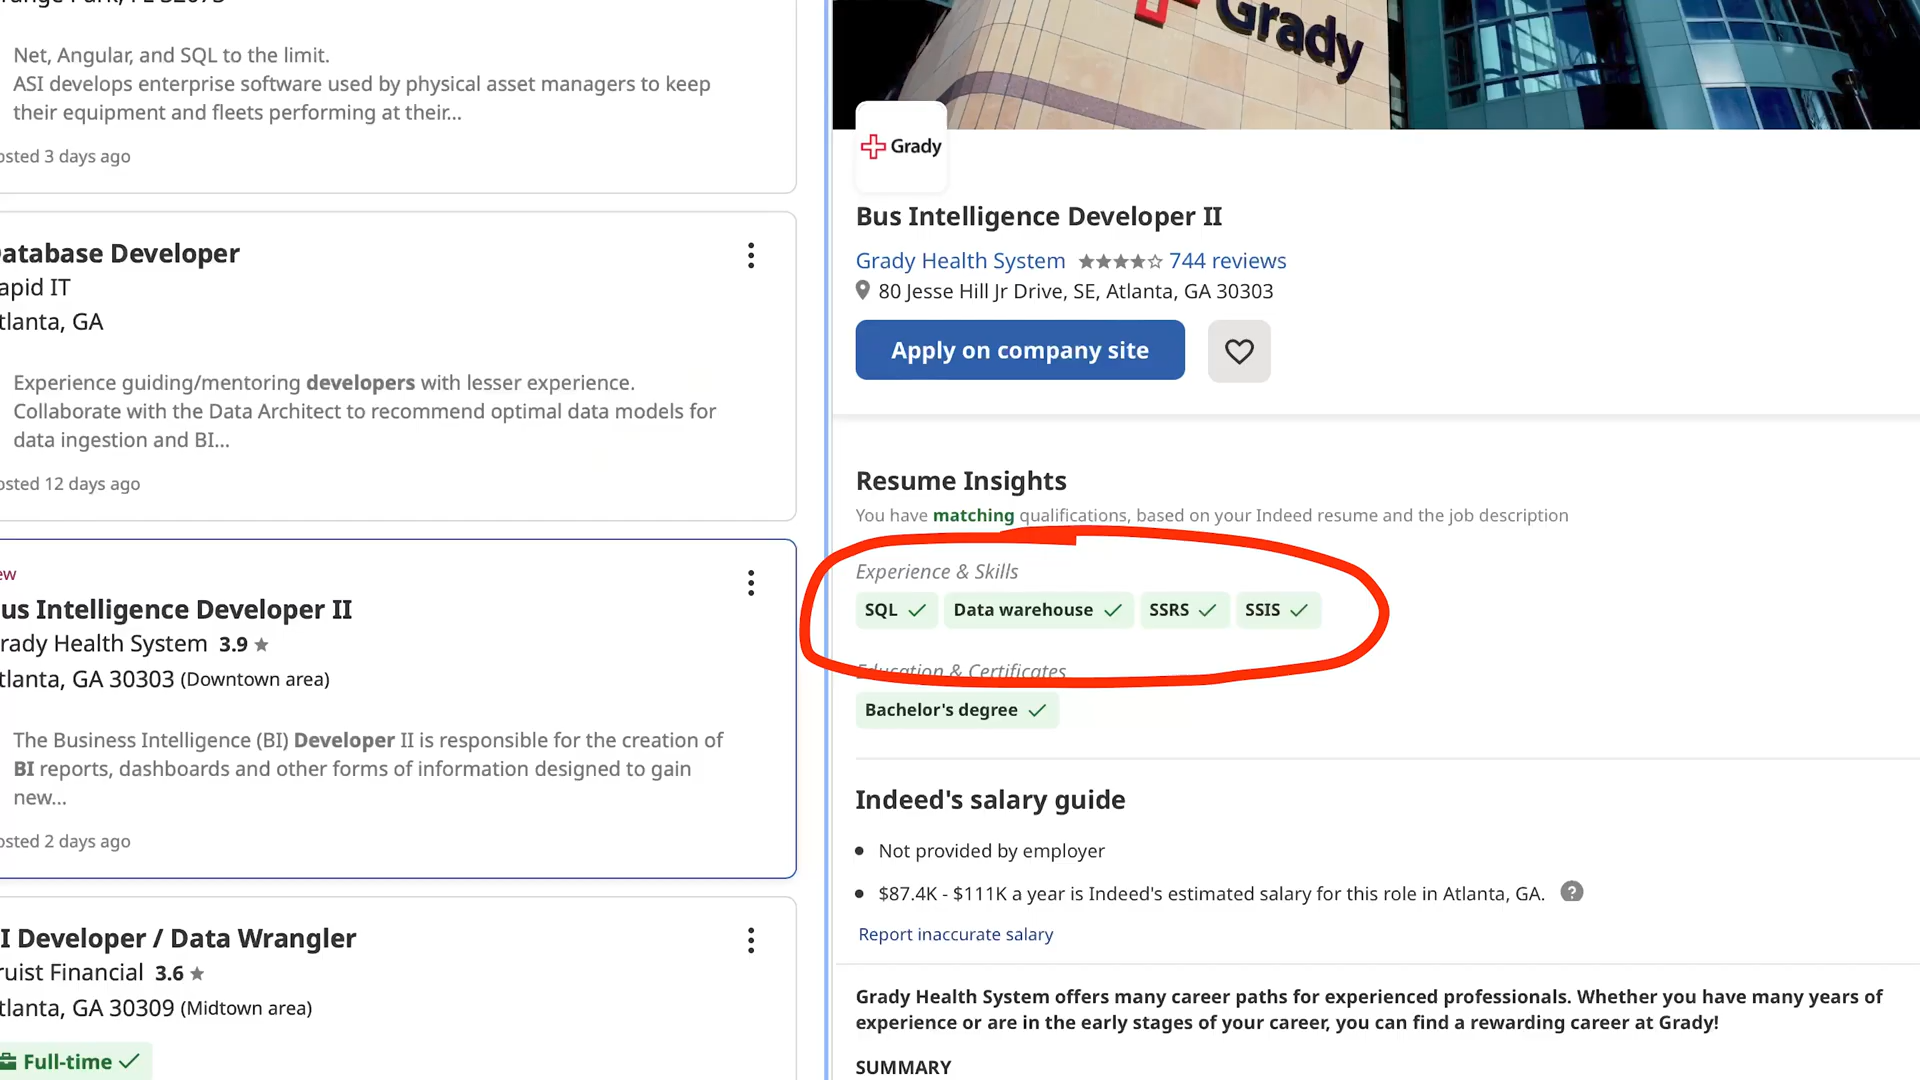 Net, Angular, and SQL to the limit.
ASI develops enterprise software used by physical asset managers to keep
their equipment and fleets performing at their...
osted 3 days ago
atabase Developer
apid IT
tlanta, GA
Experience guiding/mentoring developers with lesser experience.
Collaborate with the Data Architect to recommend optimal data models for
data ingestion and BI...
osted 12 days ago
ew
us Intelligence Developer II
rady Health System 3.9
tlanta, GA 30303 (Downtown area)
The Business Intelligence (BI) Developer II is responsible for the creation of
BI reports, dashboards and other forms of information designed to gain
new...
osted 2 days ago
I Developer / Data Wrangler
ruist Financial 3.6
tlanta, GA 30309 (Midtown area)
Full-time
Grady
Grady
Bus Intelligence Developer II
Grady Health System 744 reviews
80 Jesse Hill Jr Drive, SE, Atlanta, GA 30303
Apply on company site
Resume Insights
You have matching qualifications, based on your Indeed resume and the job description
Experience & Skills
SQL Data warehouse SSRS SSIS
Education & Certificates
Bachelor's degree
Indeed's salary guide
Not provided by employer
$87.4K - $111K a year is Indeed's estimated salary for this role in Atlanta, GA. ?
Report inaccurate salary
Grady Health System offers many career paths for experienced professionals. Whether you have many years of
experience or are in the early stages of your career, you can find a rewarding career at Grady!
SUMMARY